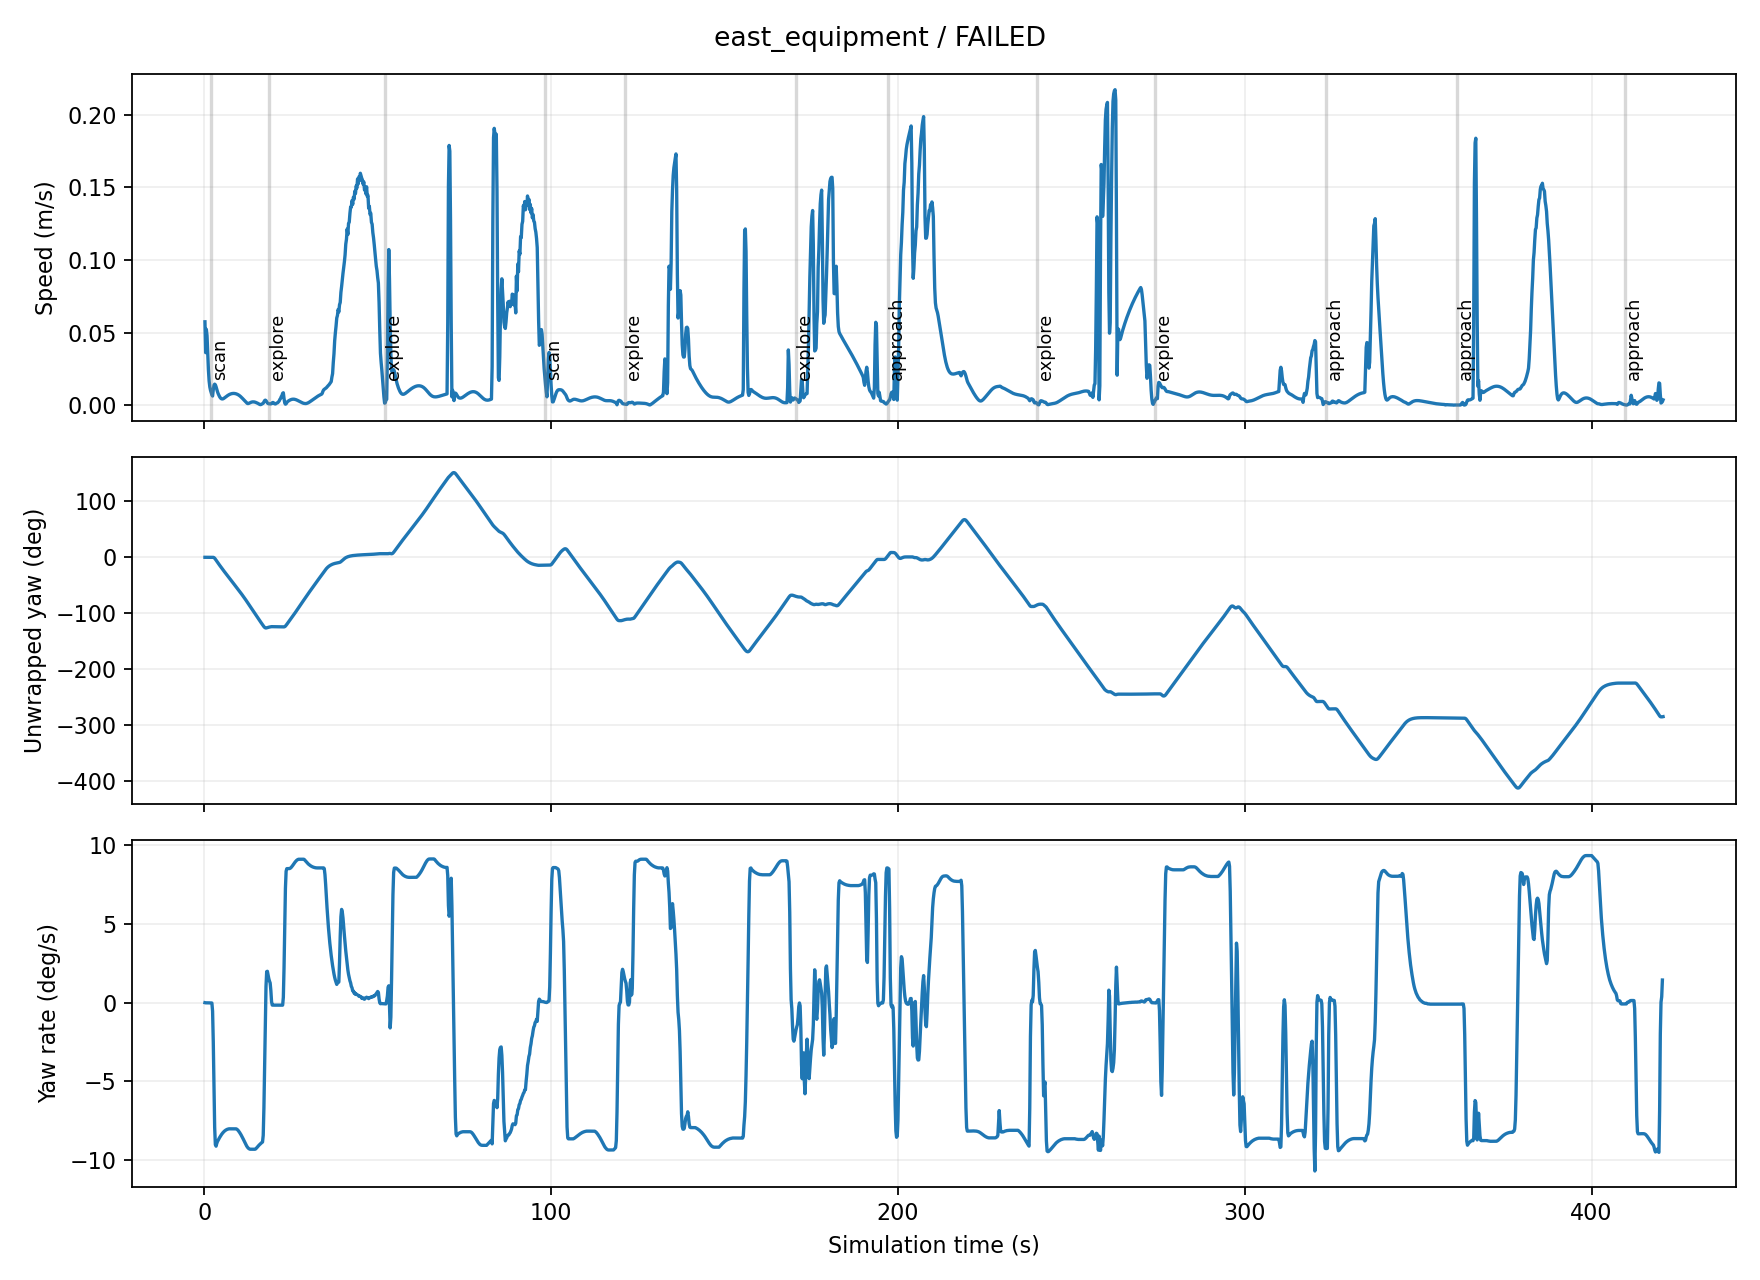 east_equipment / FAILED
Speed (m/s)
0.20
0.15
0.10
0.05
0.00
scan
explore
explore
scan
explore
explore
approach
explore
explore
approach
approach
approach
Unwrapped yaw (deg)
100
0
−100
−200
−300
−400
Yaw rate (deg/s)
10
5
0
−5
−10
0
100
200
300
400
Simulation time (s)